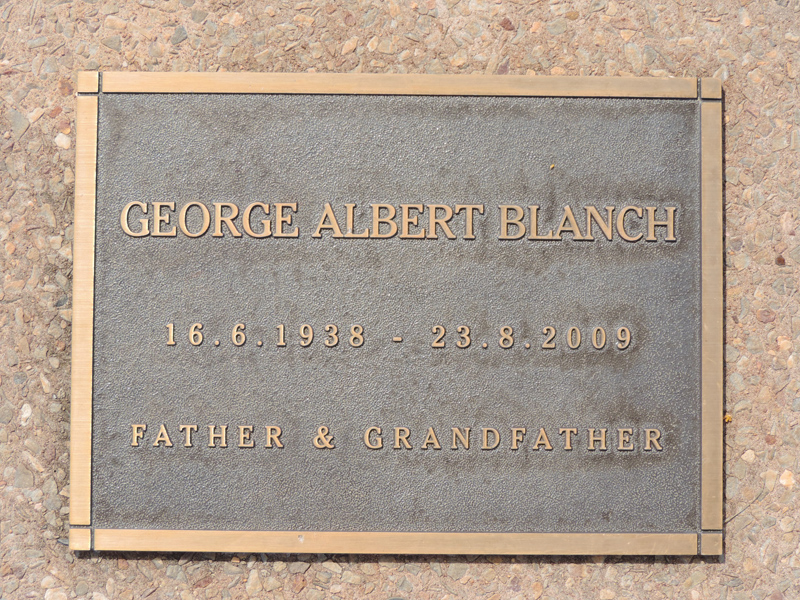 GEORGE ALBERT BLANCH
16.6.1938 - 23.8.2009
FATHER & GRANDFATHER